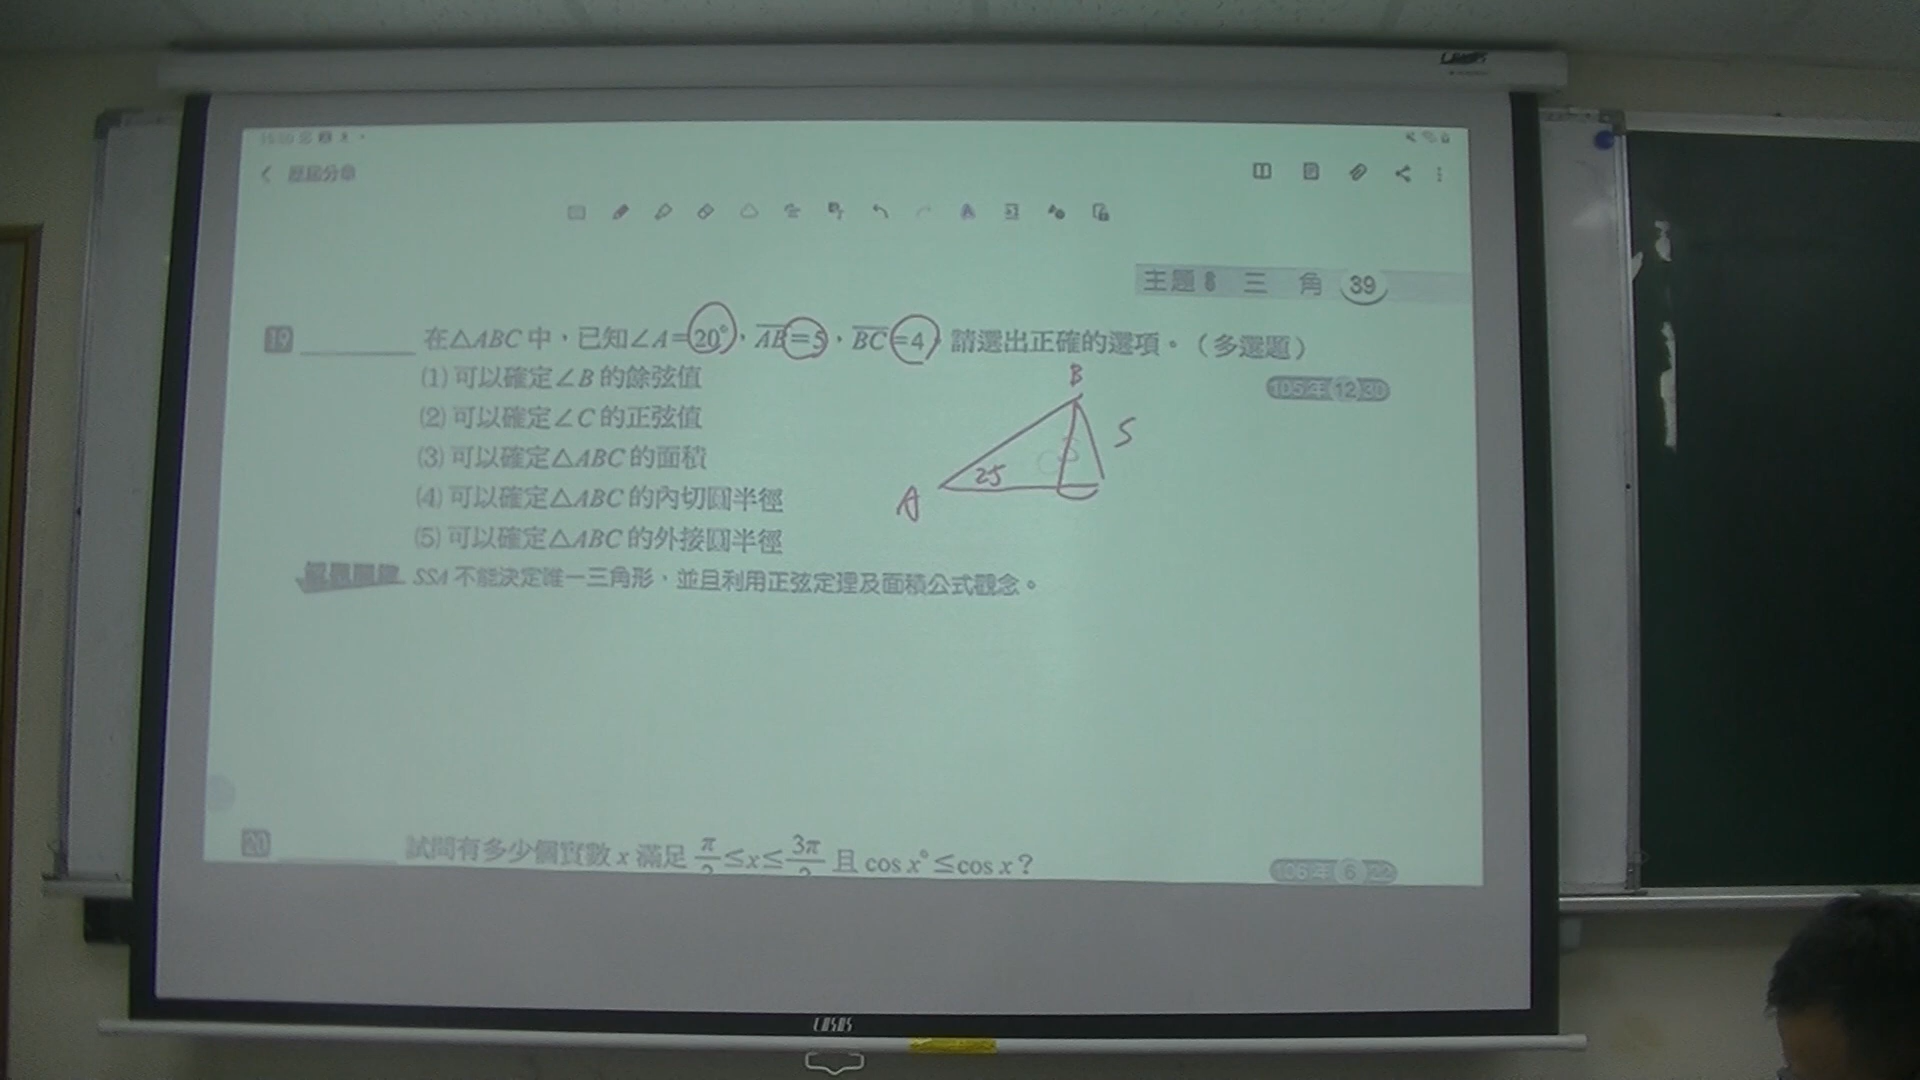 歷屆分章
主題8 三 角 39
19 ______ 在△ABC中，已知∠A=20°，AB=5，BC=4，請選出正確的選項。（多選題）
105年 12 30
(1) 可以確定∠B的餘弦值
(2) 可以確定∠C的正弦值
(3) 可以確定△ABC的面積
(4) 可以確定△ABC的內切圓半徑
(5) 可以確定△ABC的外接圓半徑
B
S
25
A
SSA不能決定唯一三角形，並且利用正弦定理及面積公式觀念。
20 ______ 試問有多少個實數x滿足 π/2≤x≤3π/2 且 cos x°≤cos x？
106年 6 22